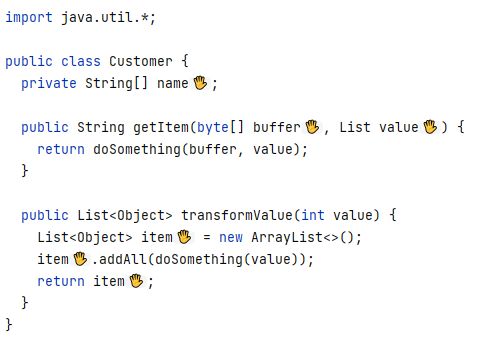 import java.util.*;

public class Customer {
  private String[] name🖐;

  public String getItem(byte[] buffer🖐, List value🖐) {
    return doSomething(buffer, value);
  }

  public List<Object> transformValue(int value) {
    List<Object> item🖐 = new ArrayList<>();
    item🖐.addAll(doSomething(value));
    return item🖐;
  }
}